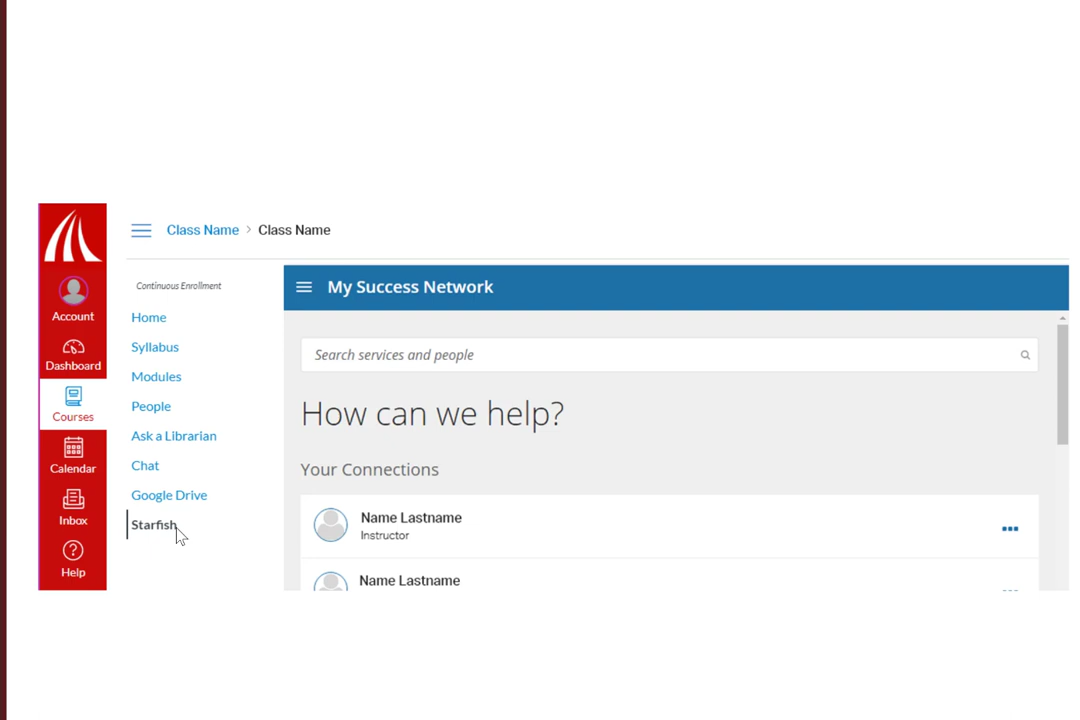 Class Name > Class Name
Account
Dashboard
Courses
Calendar
Inbox
Help
Continuous Enrollment
Home
Syllabus
Modules
People
Ask a Librarian
Chat
Google Drive
Starfish
My Success Network
Search services and people
How can we help?
Your Connections
Name Lastname
Instructor
Name Lastname